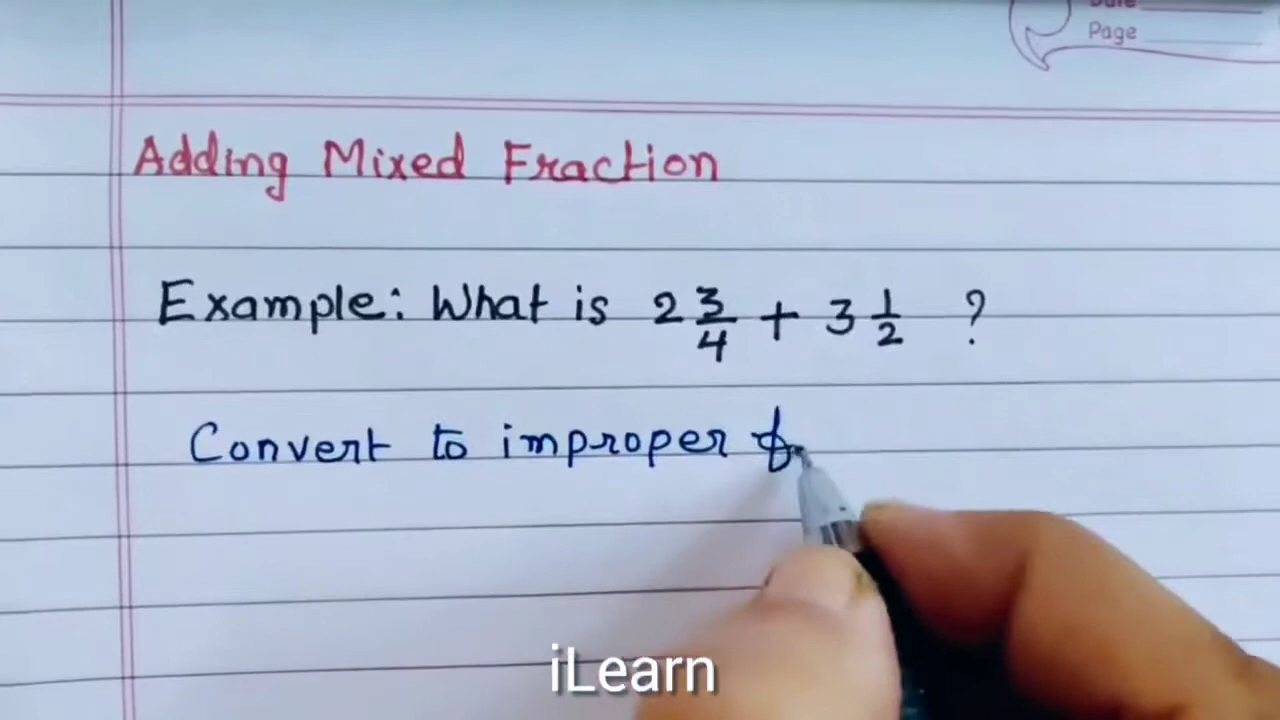 Page
Adding Mixed Fraction
Example: What is 2 3/4 + 3 1/2 ?
Convert to improper
iLearn